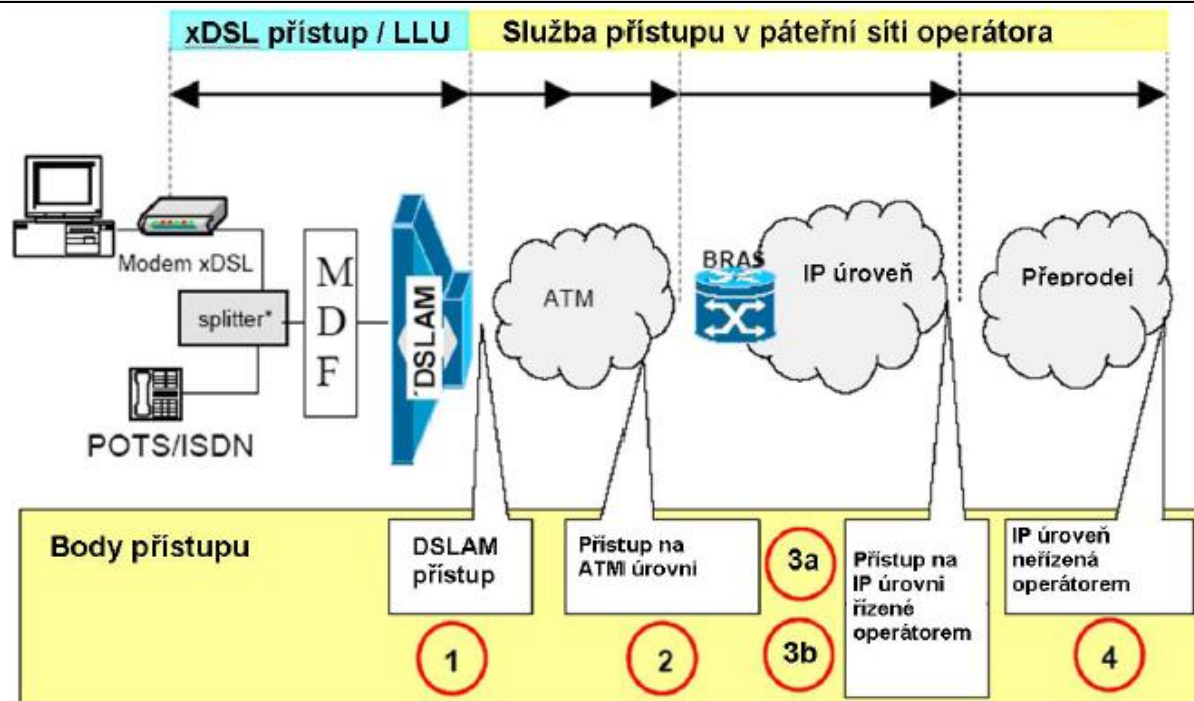 xDSL přístup / LLU
Služba přístupu v páteřní síti operátora
Modem xDSL
splitter*
POTS/ISDN
M
D
F
DSLAM
ATM
BRAS
IP úroveň
Přeprodej
Body přístupu
DSLAM
přístup
1
Přístup na
ATM úrovni
2
3a
3b
Přístup na
IP úrovni
řízené
operátorem
IP úroveň
neřízená
operátorem
4